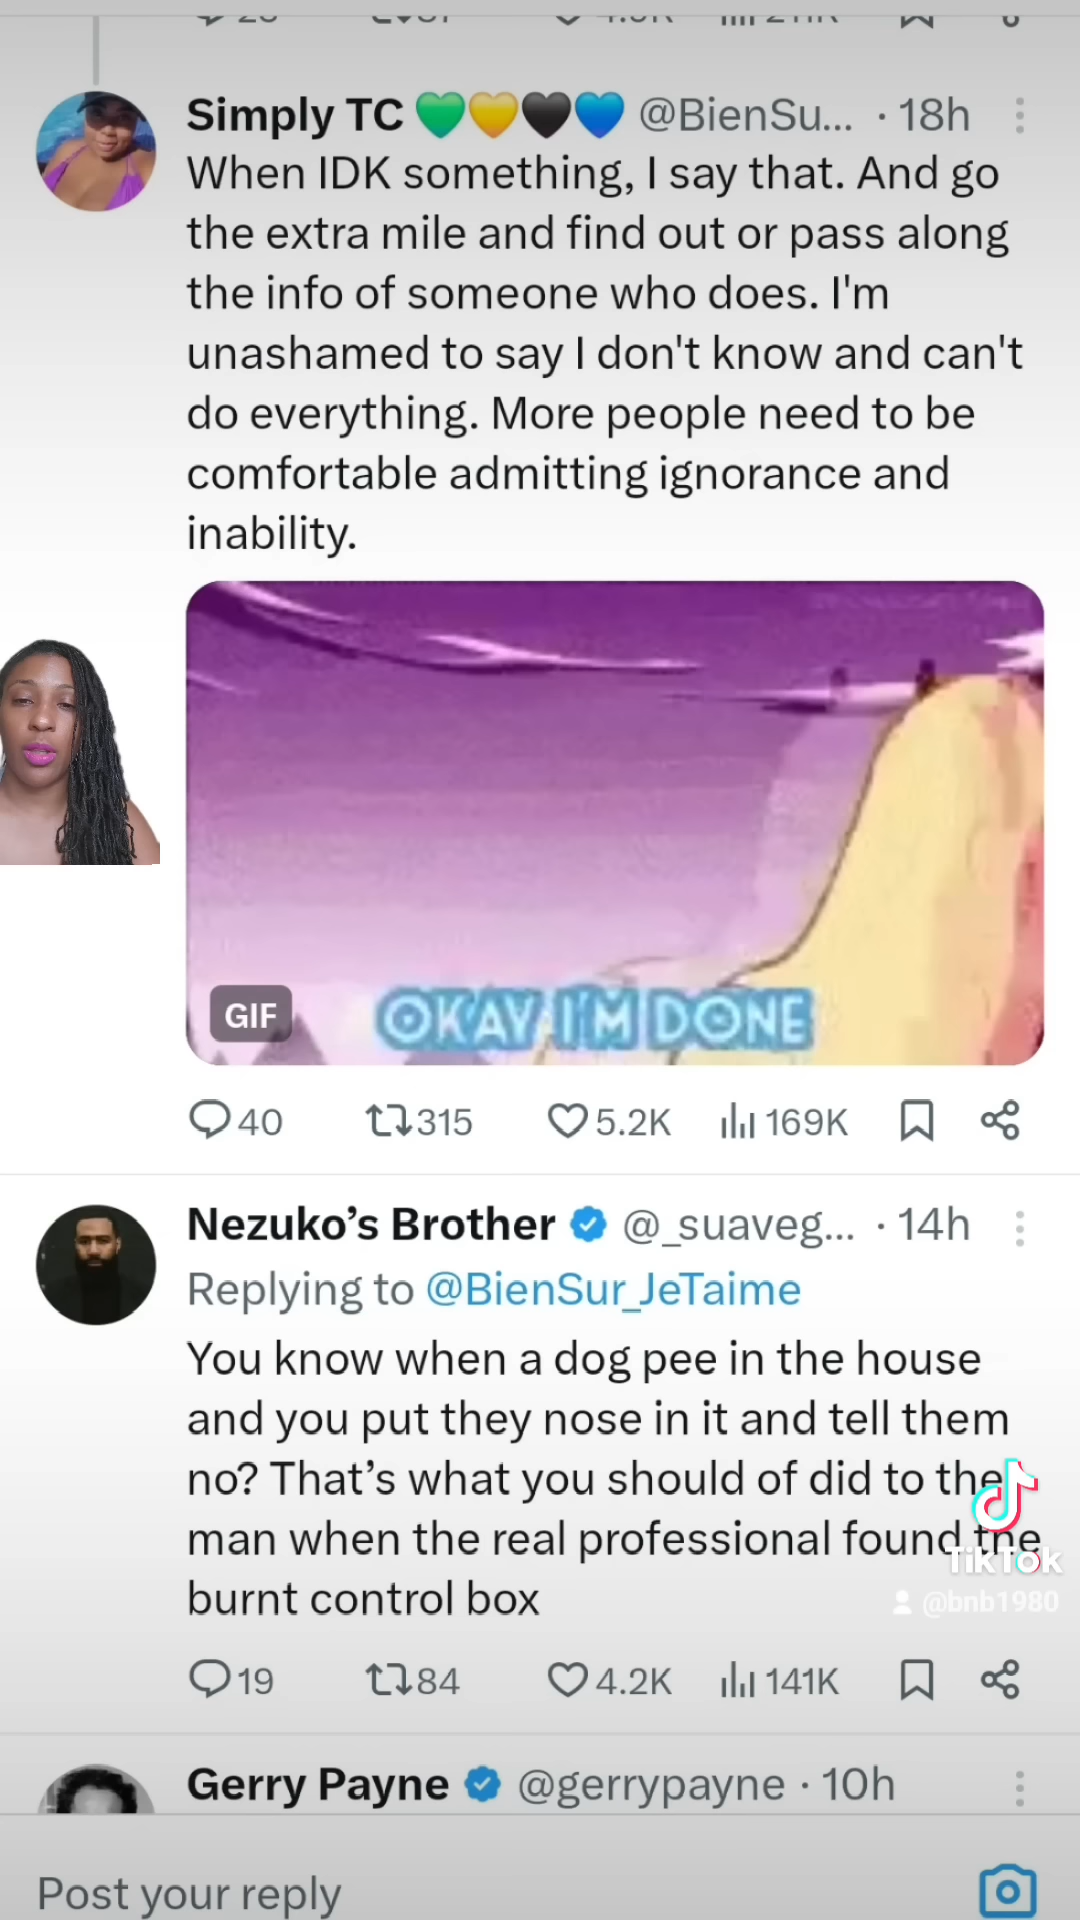 Simply TC 💚💛🖤💙 @BienSu... · 18h
When IDK something, I say that. And go
the extra mile and find out or pass along
the info of someone who does. I'm
unashamed to say I don't know and can't
do everything. More people need to be
comfortable admitting ignorance and
inability.
GIF
OKAY I'M DONE
40 315 5.2K 169K
Nezuko’s Brother @_suaveg... · 14h
Replying to @BienSur_JeTaime
You know when a dog pee in the house
and you put they nose in it and tell them
no? That’s what you should of did to the
man when the real professional found the
burnt control box
TikTok
@bnb1980
19 84 4.2K 141K
Gerry Payne @gerrypayne · 10h
Post your reply